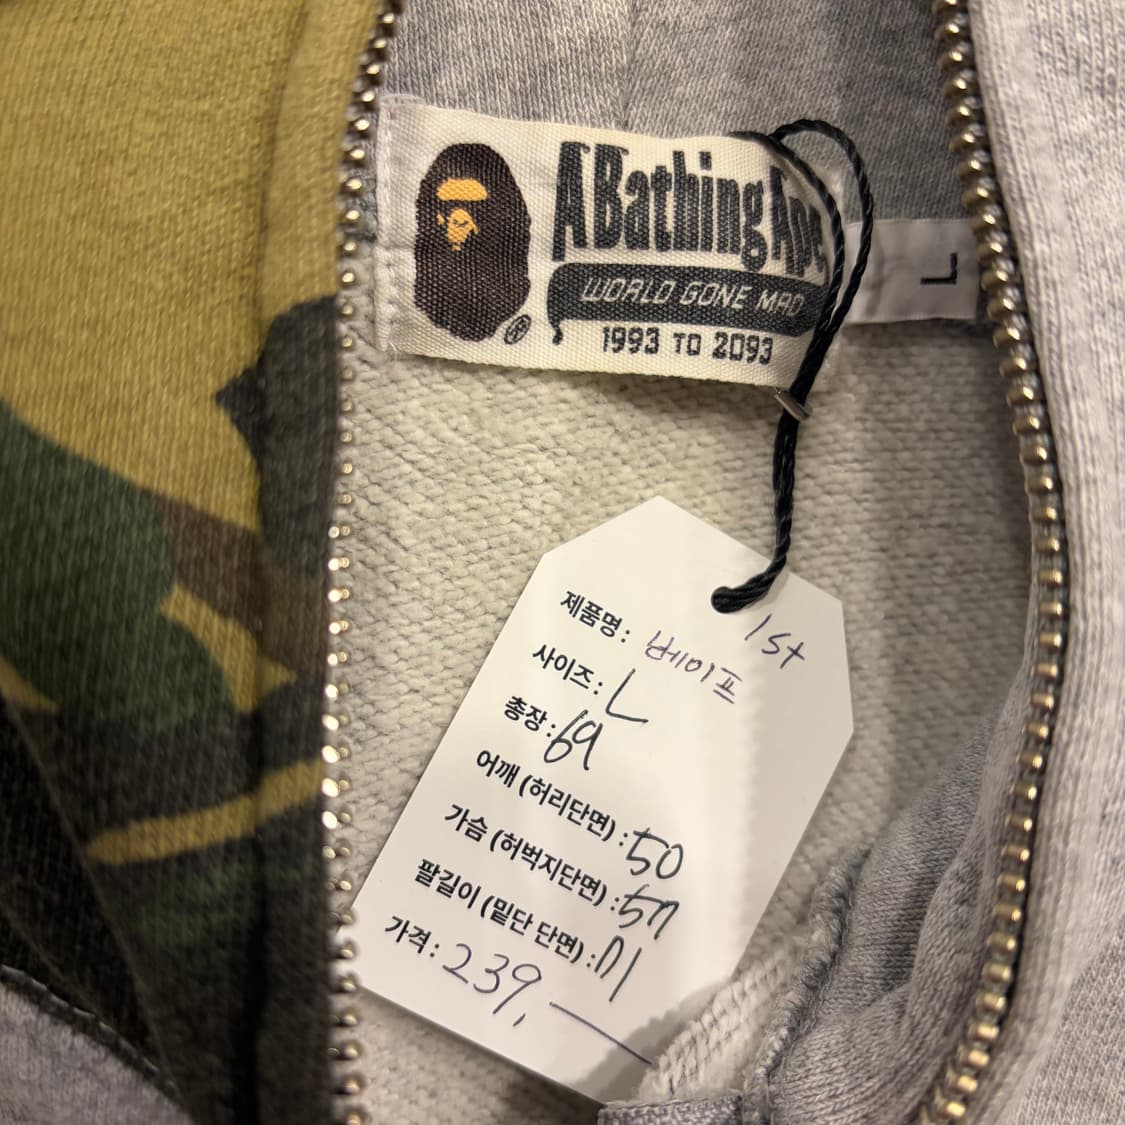 A Bathing Ape
WORLD GONE MAD
1993 TO 2093
®
L
1st
제품명: 베이프
사이즈: L
총장: 69
어깨 (허리단면) : 50
가슴 (허벅지단면) : 57
팔길이 (밑단 단면) : 71
가격: 239,—